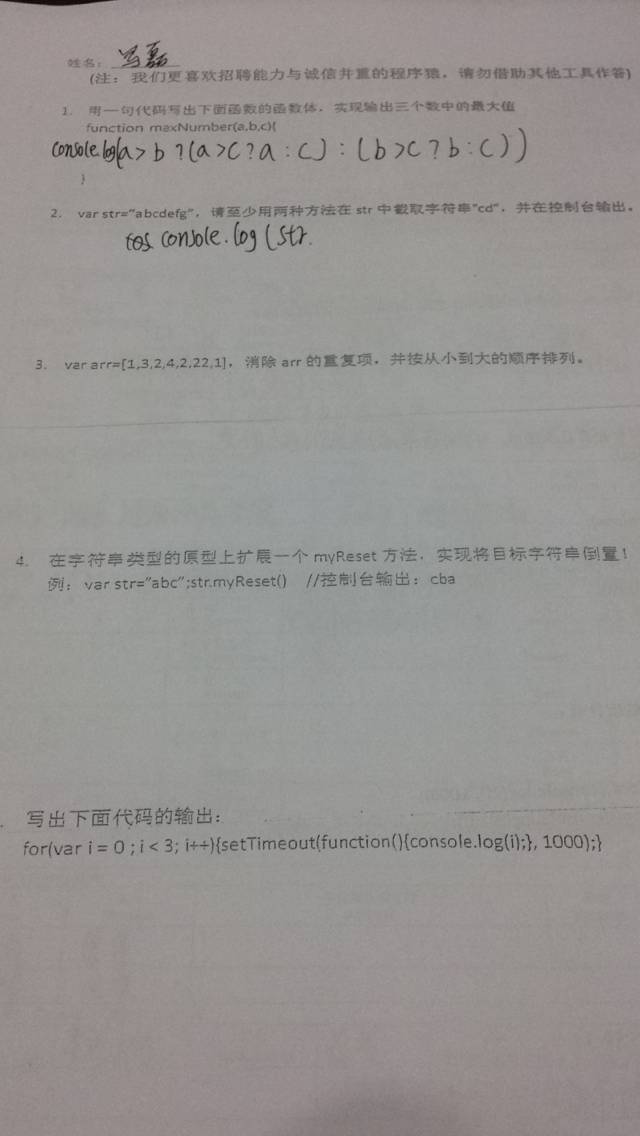 姓名：冯磊
(注：我们更喜欢招聘能力与诚信并重的程序猿，请勿借助其他工具作答)
1. 用一句代码写出下面函数的函数体，实现输出三个数中的最大值
function maxNumber(a,b,c){
console.log(a>b?(a>c?a:c):(b>c?b:c))
}
2. var str="abcdefg"，请至少用两种方法在 str 中截取字符串"cd"，并在控制台输出。
console.log(str.
3. var arr=[1,3,2,4,2,22,1]，消除 arr 的重复项，并按从小到大的顺序排列。
4. 在字符串类型的原型上扩展一个 myReset 方法，实现将目标字符串倒置！
例：var str="abc";str.myReset() //控制台输出：cba
. 写出下面代码的输出：
for(var i = 0 ; i < 3; i++){setTimeout(function(){console.log(i);}, 1000);}